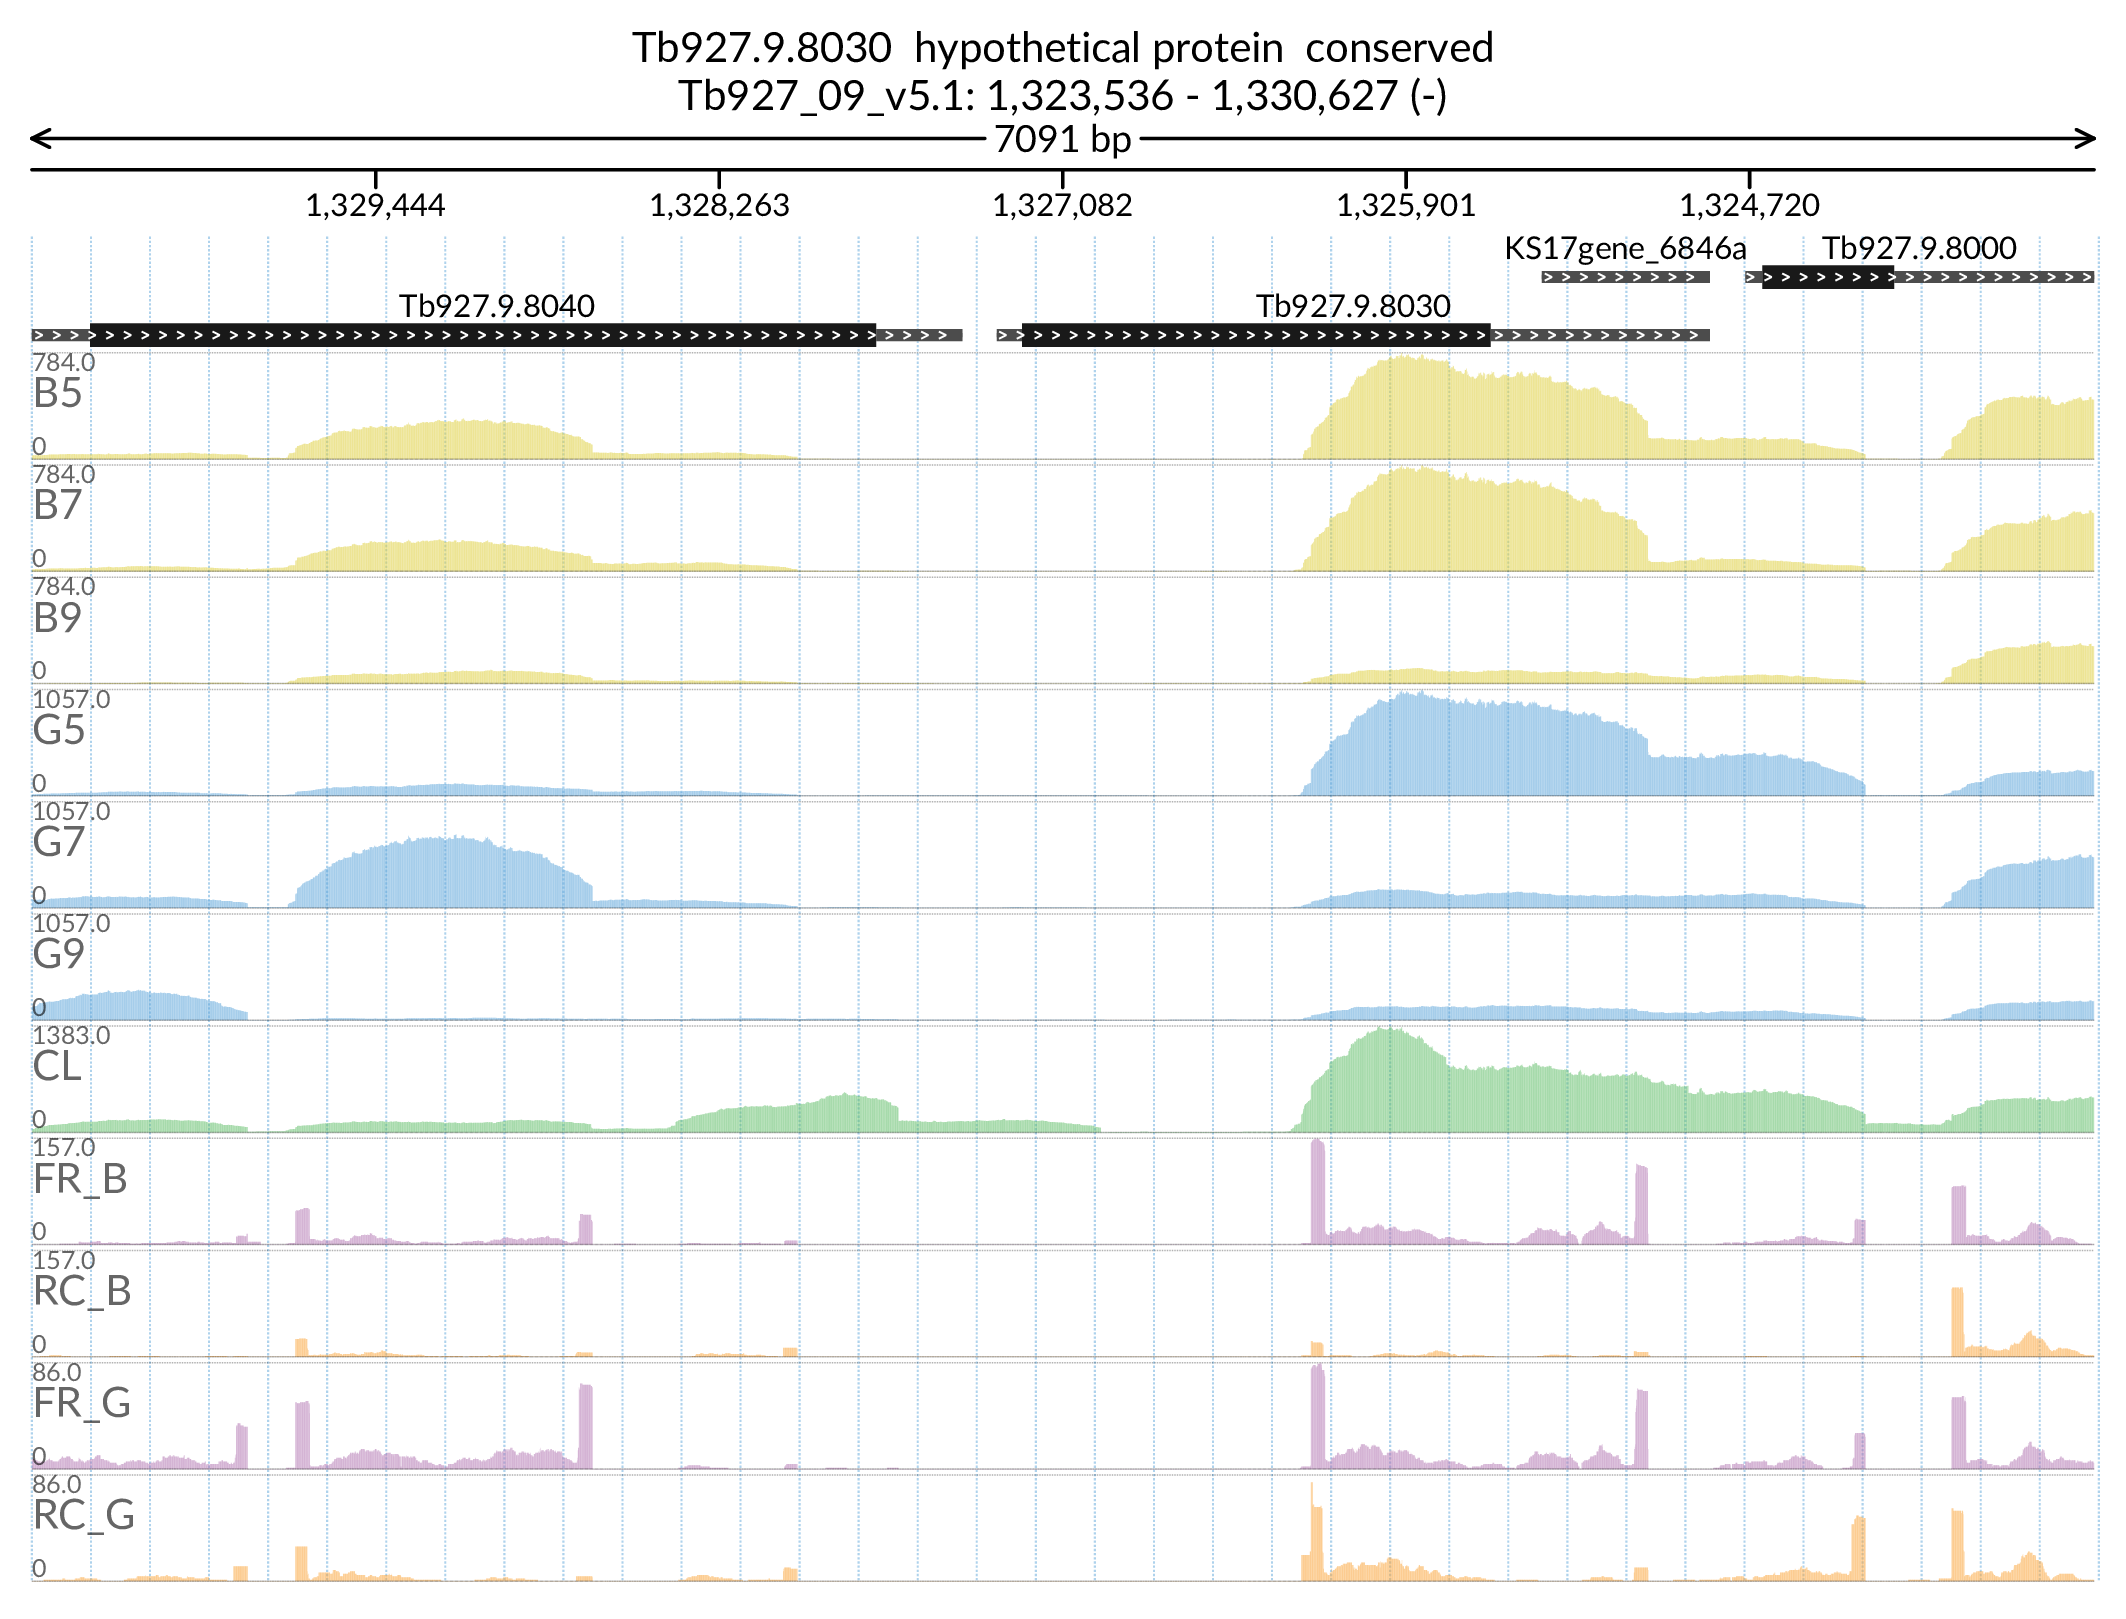 Tb927.9.8030  hypothetical protein  conserved
Tb927_09_v5.1: 1,323,536 - 1,330,627 (-)
7091 bp
1,329,444 1,328,263 1,327,082 1,325,901 1,324,720
KS17gene_6846a Tb927.9.8000
Tb927.9.8040 Tb927.9.8030
784.0
B5
0
784.0
B7
0
784.0
B9
0
1057.0
G5
0
1057.0
G7
0
1057.0
G9
0
1383.0
CL
0
157.0
FR_B
0
157.0
RC_B
0
86.0
FR_G
0
86.0
RC_G
0